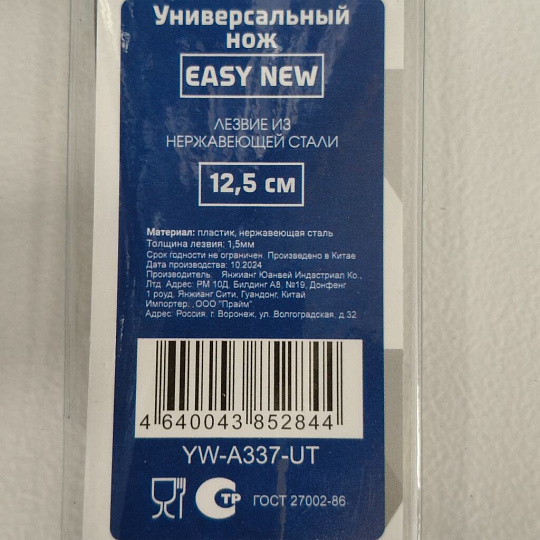 Универсальный
нож
EASY NEW
ЛЕЗВИЕ ИЗ
НЕРЖАВЕЮЩЕЙ СТАЛИ
12,5 см
Материал: пластик, нержавеющая сталь
Толщина лезвия: 1,5мм
Срок годности не ограничен. Произведено в Китае
Дата производства: 10.2024
Производитель: Янжианг Юанвей Индастриал Ко.,
Лтд. Адрес: РМ 10Д, Билдинг А8, №19, Донфенг
1 роуд, Янжианг Сити, Гуандонг, Китай
Импортер: ООО "Прайм".
Адрес: Россия, г. Воронеж, ул. Волгоградская, д.32
4 640043 852844
YW-A337-UT
СТР ГОСТ 27002-86